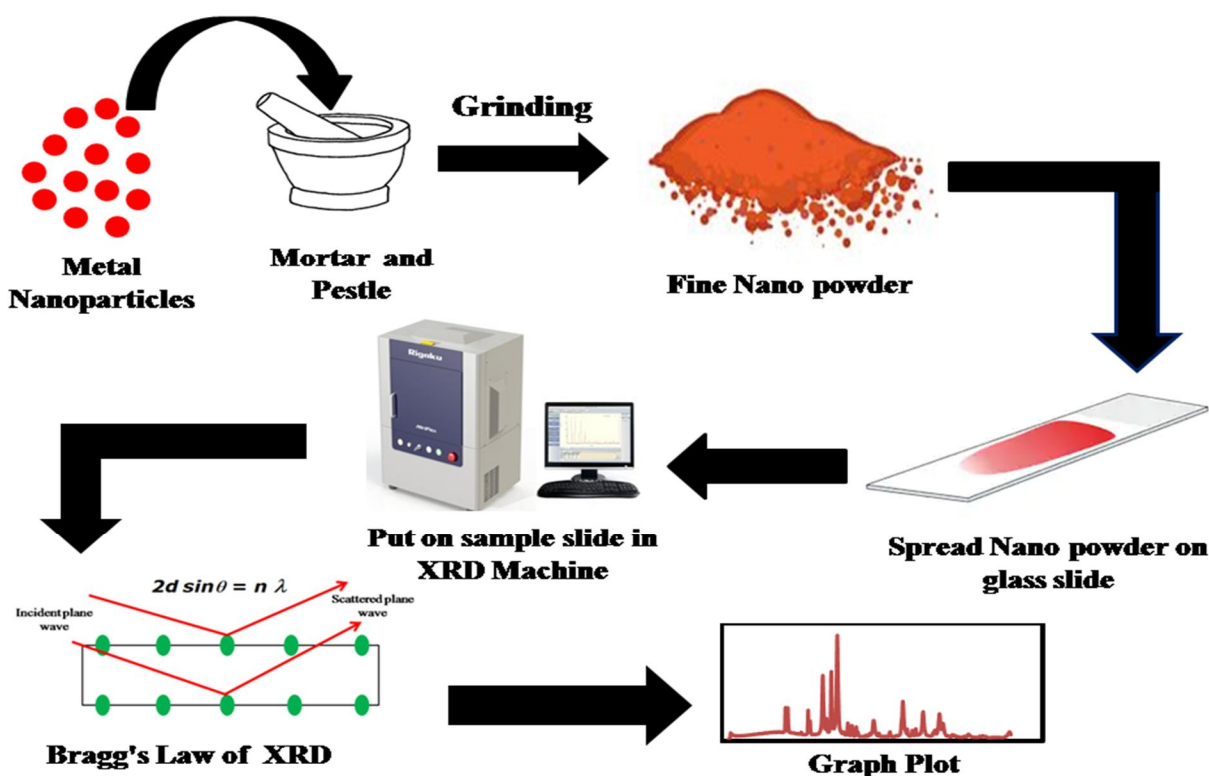 Grinding
Metal
Nanoparticles
Mortar and
Pestle
Fine Nano powder
Rigaku
MiniFlex
Put on sample slide in
XRD Machine
Spread Nano powder on
glass slide
2d sinθ = n λ
Incident plane
wave
Scattered plane
wave
Bragg's Law of XRD
Graph Plot